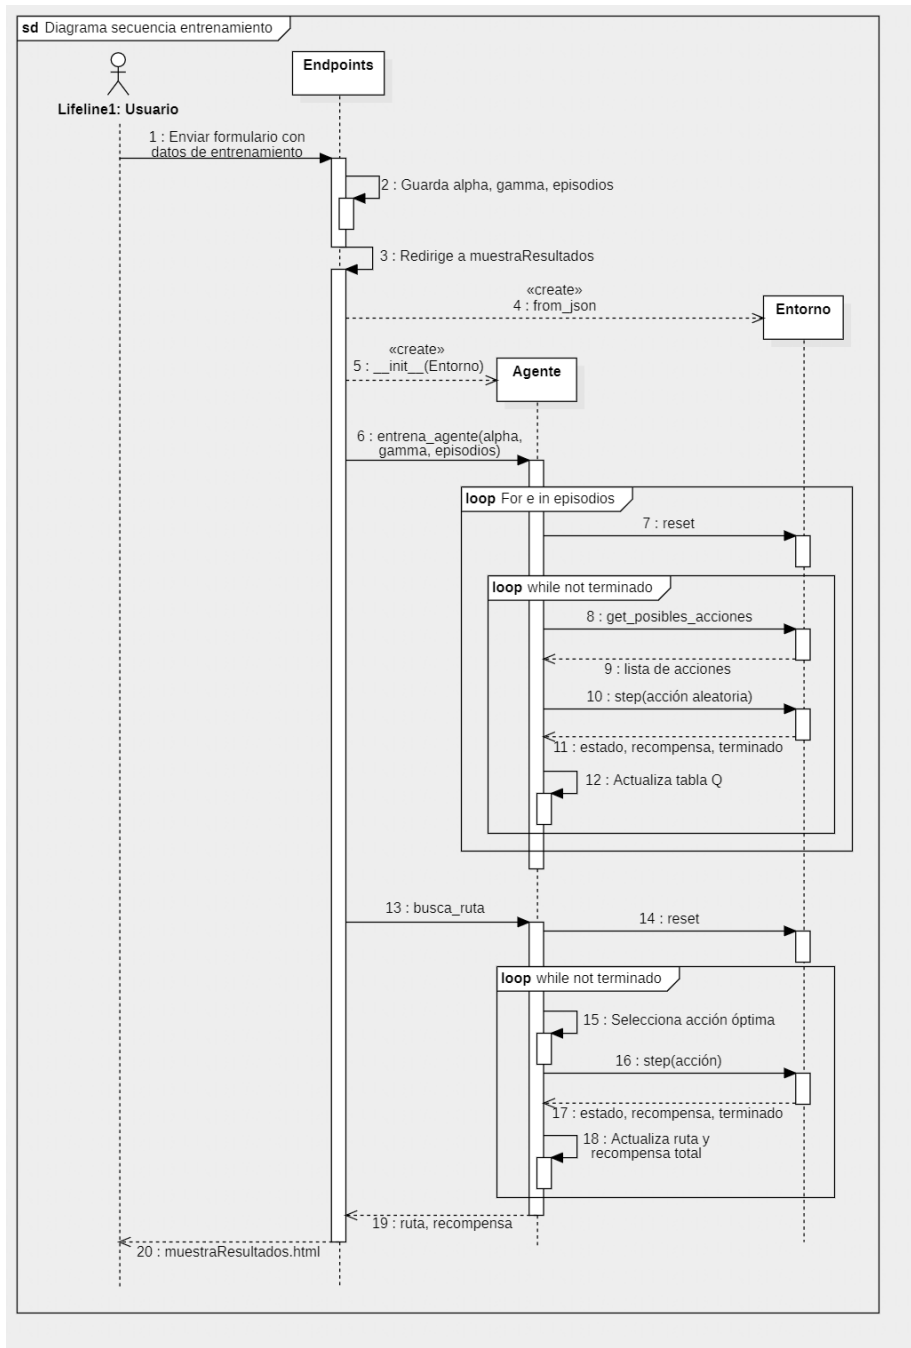 sd Diagrama secuencia entrenamiento
Endpoints
Lifeline1: Usuario
1 : Enviar formulario con
datos de entrenamiento
2 : Guarda alpha, gamma, episodios
3 : Redirige a muestraResultados
«create»
4 : from_json
Entorno
«create»
5 : __init__(Entorno)
Agente
6 : entrena_agente(alpha,
gamma, episodios)
loop For e in episodios
7 : reset
loop while not terminado
8 : get_posibles_acciones
9 : lista de acciones
10 : step(acción aleatoria)
11 : estado, recompensa, terminado
12 : Actualiza tabla Q
13 : busca_ruta
14 : reset
loop while not terminado
15 : Selecciona acción óptima
16 : step(acción)
17 : estado, recompensa, terminado
18 : Actualiza ruta y
recompensa total
19 : ruta, recompensa
20 : muestraResultados.html